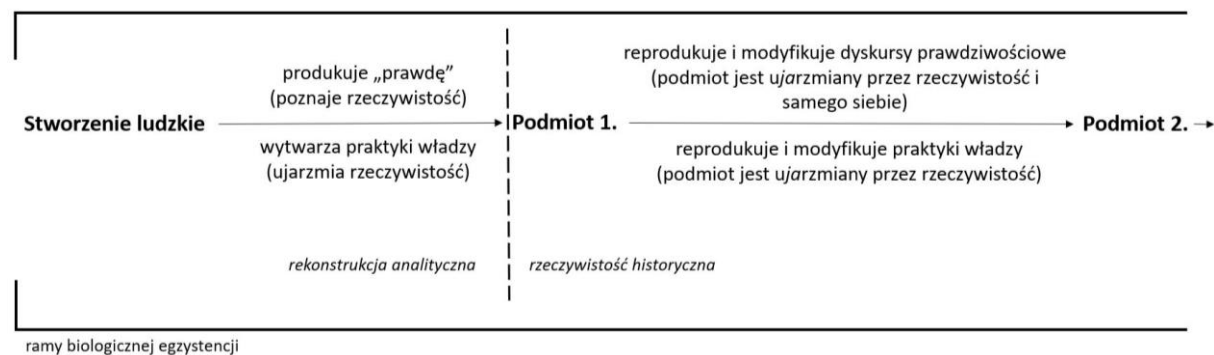 produkuje „prawdę”
(poznaje rzeczywistość)
Stworzenie ludzkie
wytwarza praktyki władzy
(ujarzmia rzeczywistość)
rekonstrukcja analityczna
reprodukuje i modyfikuje dyskursy prawdziwościowe
(podmiot jest ujarzmiany przez rzeczywistość i
samego siebie)
Podmiot 1.
Podmiot 2.
reprodukuje i modyfikuje praktyki władzy
(podmiot jest ujarzmiany przez rzeczywistość)
rzeczywistość historyczna
ramy biologicznej egzystencji